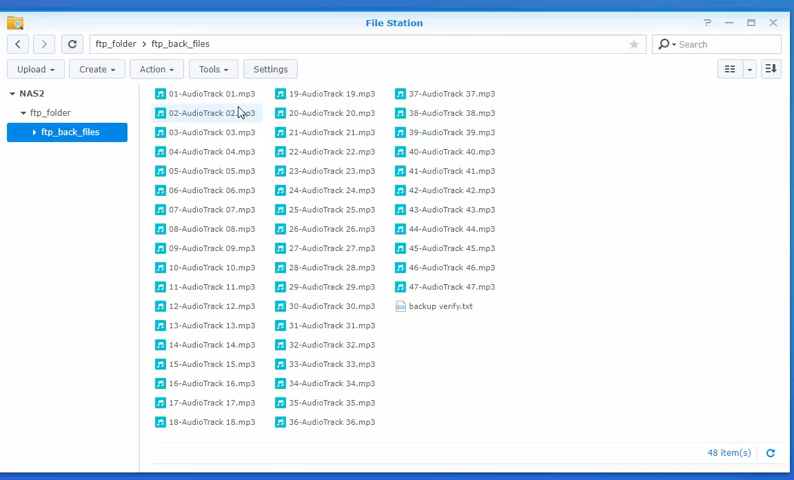 File Station
ftp_folder ftp_back_files
Search
Upload Create Action Tools Settings
NAS2
ftp_folder
ftp_back_files
01-AudioTrack 01.mp3
02-AudioTrack 02.mp3
03-AudioTrack 03.mp3
04-AudioTrack 04.mp3
05-AudioTrack 05.mp3
06-AudioTrack 06.mp3
07-AudioTrack 07.mp3
08-AudioTrack 08.mp3
09-AudioTrack 09.mp3
10-AudioTrack 10.mp3
11-AudioTrack 11.mp3
12-AudioTrack 12.mp3
13-AudioTrack 13.mp3
14-AudioTrack 14.mp3
15-AudioTrack 15.mp3
16-AudioTrack 16.mp3
17-AudioTrack 17.mp3
18-AudioTrack 18.mp3
19-AudioTrack 19.mp3
20-AudioTrack 20.mp3
21-AudioTrack 21.mp3
22-AudioTrack 22.mp3
23-AudioTrack 23.mp3
24-AudioTrack 24.mp3
25-AudioTrack 25.mp3
26-AudioTrack 26.mp3
27-AudioTrack 27.mp3
28-AudioTrack 28.mp3
29-AudioTrack 29.mp3
30-AudioTrack 30.mp3
31-AudioTrack 31.mp3
32-AudioTrack 32.mp3
33-AudioTrack 33.mp3
34-AudioTrack 34.mp3
35-AudioTrack 35.mp3
36-AudioTrack 36.mp3
37-AudioTrack 37.mp3
38-AudioTrack 38.mp3
39-AudioTrack 39.mp3
40-AudioTrack 40.mp3
41-AudioTrack 41.mp3
42-AudioTrack 42.mp3
43-AudioTrack 43.mp3
44-AudioTrack 44.mp3
45-AudioTrack 45.mp3
46-AudioTrack 46.mp3
47-AudioTrack 47.mp3
backup verify.txt
48 item(s)